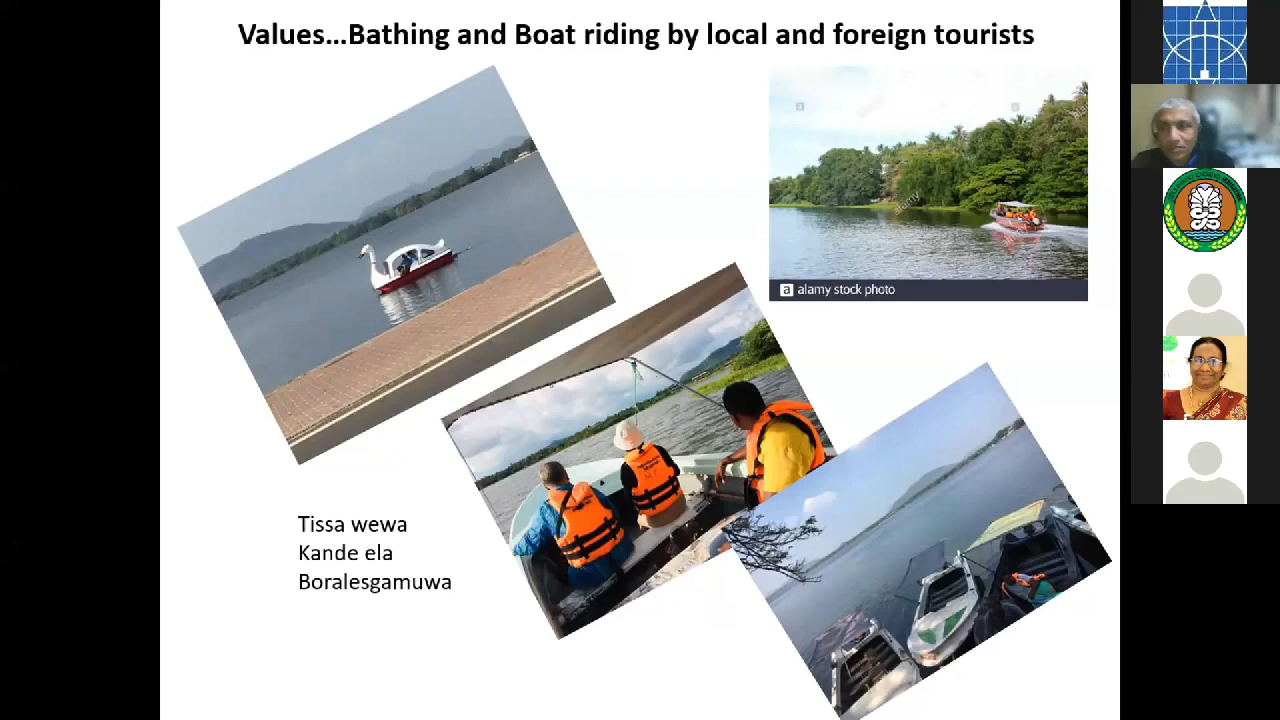 Values...Bathing and Boat riding by local and foreign tourists
a alamy stock photo
Tissa wewa
Kande ela
Boralesgamuwa